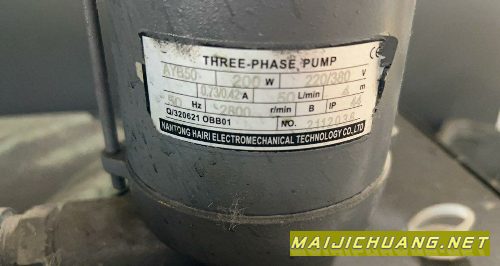 THREE-PHASE PUMP CE
AYB50 200 W 220/380 V
0.73/0.42 A 50 L/min 4 m
50 Hz 2800 r/min B IP 44
Q/320621 OBB01 NO.
NANTONG HAIRI ELECTROMECHANICAL TECHNOLOGY CO.,LTD
MAIJICHUANG.NET